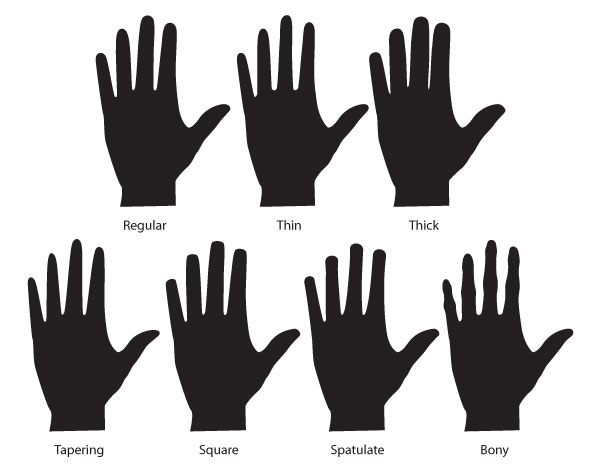 Regular Thin Thick
Tapering Square Spatulate Bony